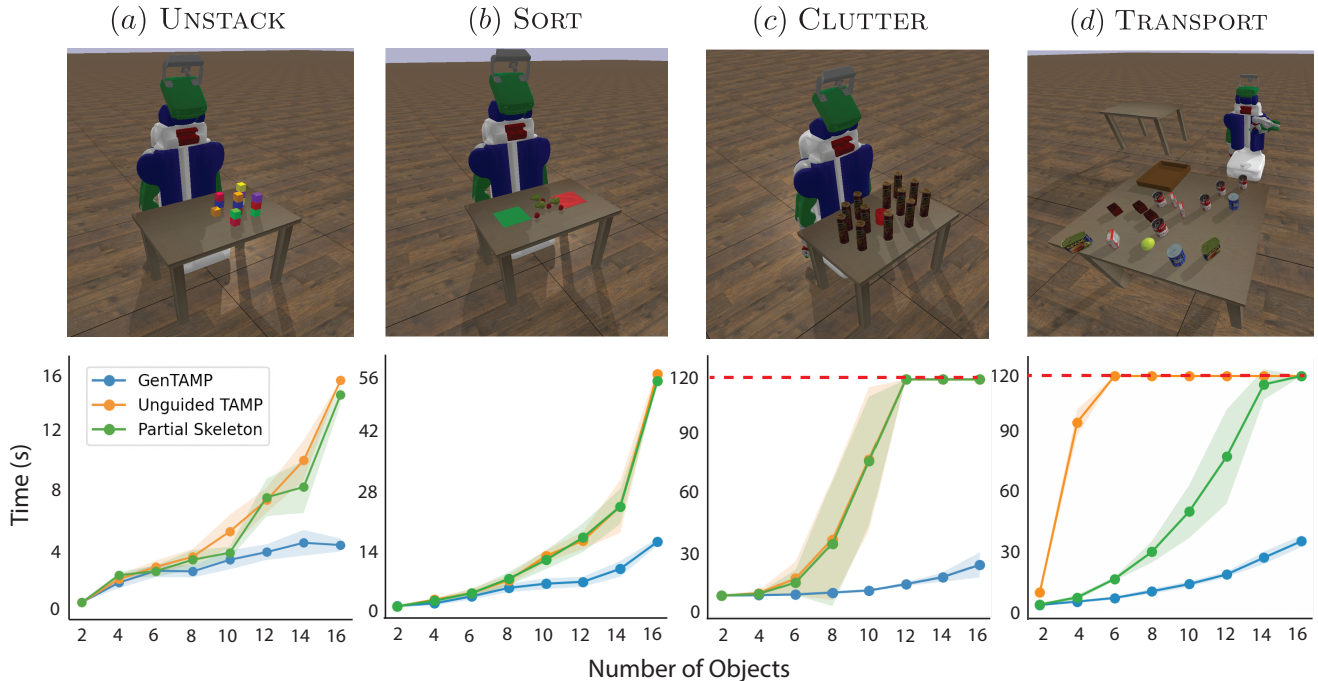 (a) UNSTACK
(b) SORT
(c) CLUTTER
(d) TRANSPORT
Time (s)
16
12
8
4
0
GenTAMP
Unguided TAMP
Partial Skeleton
2 4 6 8 10 12 14 16
56
42
28
14
0
2 4 6 8 10 12 14 16
120
90
60
30
0
2 4 6 8 10 12 14 16
120
90
60
30
0
2 4 6 8 10 12 14 16
Number of Objects